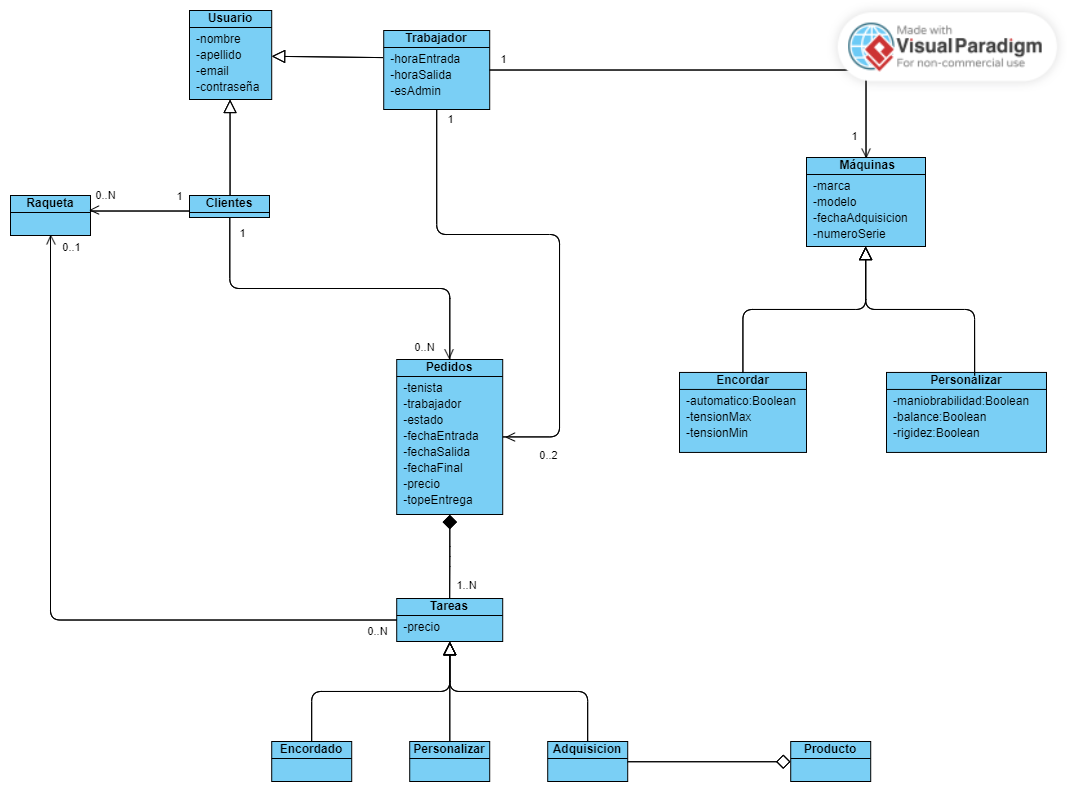 Usuario
-nombre
-apellido
-email
-contraseña
Trabajador
-horaEntrada
-horaSalida
-esAdmin
1
1
1
Made with
VisualParadigm
For non-commercial use
Máquinas
-marca
-modelo
-fechaAdquisicion
-numeroSerie
Raqueta
0..N
1
Clientes
1
0..1
0..N
Pedidos
-tenista
-trabajador
-estado
-fechaEntrada
-fechaSalida
-fechaFinal
-precio
-topeEntrega
0..2
Encordar
-automatico:Boolean
-tensionMax
-tensionMin
Personalizar
-maniobrabilidad:Boolean
-balance:Boolean
-rigidez:Boolean
1..N
Tareas
-precio
0..N
Encordado
Personalizar
Adquisicion
Producto